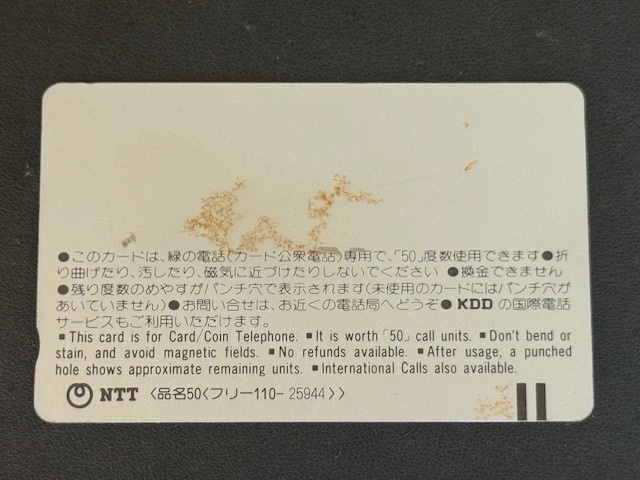 ●このカードは、緑の電話(カード公衆電話)専用で、「50」度数使用できます●折
り曲げたり、汚したり、磁気に近づけたりしないでください ●換金できません
●残り度数のめやすがパンチ穴で表示されます(未使用のカードにはパンチ穴が
あいていません)●お問い合せは、お近くの電話局へどうぞ●KDDの国際電話
サービスもご利用いただけます。
■This card is for Card/Coin Telephone. ■It is worth「50」call units. ■Don't bend or
stain, and avoid magnetic fields. ■No refunds available. ■After usage, a punched
hole shows approximate remaining units. ■International Calls also available.
NTT 〈品名50〈フリー110-25944〉〉